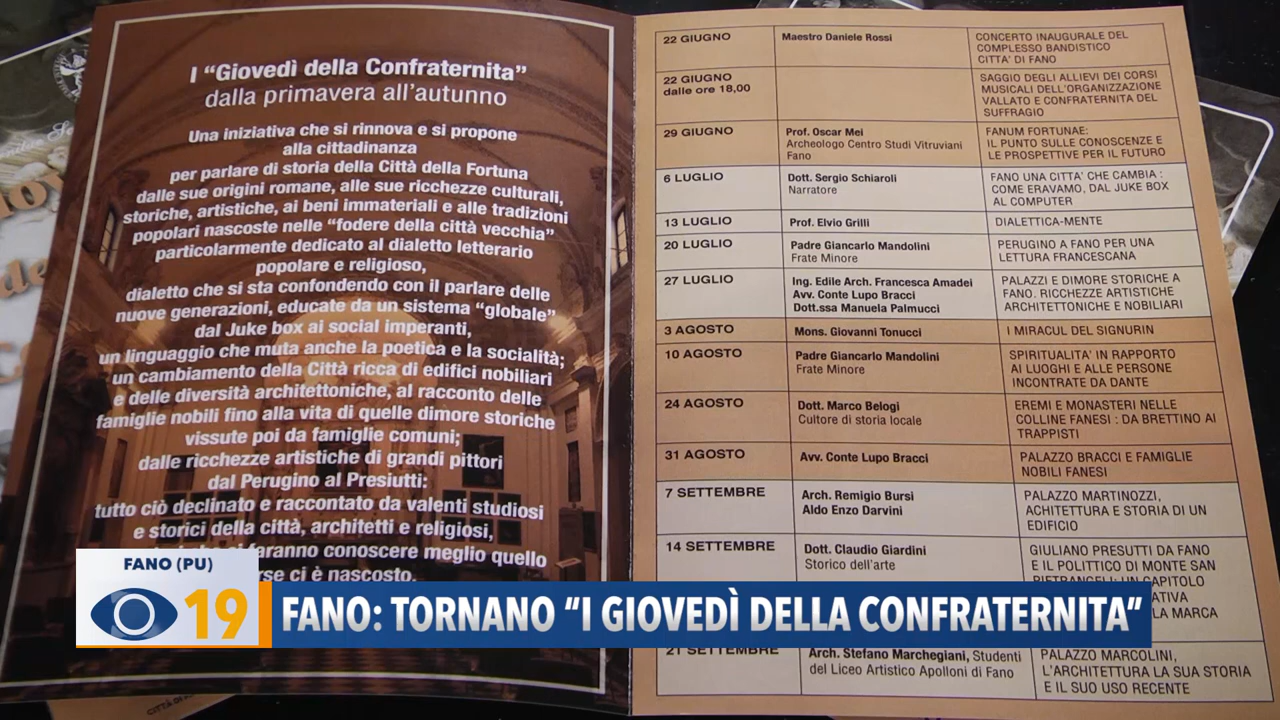 I “Giovedì della Confraternita”
dalla primavera all’autunno
Una iniziativa che si rinnova e si propone
alla cittadinanza
per parlare di storia della Città della Fortuna
dalle sue origini romane, alle sue ricchezze culturali,
storiche, artistiche, ai beni immateriali e alle tradizioni
popolari nascoste nelle “fodere della città vecchia”
particolarmente dedicato al dialetto letterario
popolare e religioso,
dialetto che si sta confondendo con il parlare delle
nuove generazioni, educate da un sistema “globale”
dal Juke box ai social imperanti,
un linguaggio che muta anche la poetica e la socialità;
un cambiamento della Città ricca di edifici nobiliari
e delle diversità architettoniche, al racconto delle
famiglie nobili fino alla vita di quelle dimore storiche
vissute poi da famiglie comuni;
dalle ricchezze artistiche di grandi pittori
dal Perugino al Presiutti:
tutto ciò declinato e raccontato da valenti studiosi
e storici della città, architetti e religiosi,
faranno conoscere meglio quello
ci è nascosto.
22 GIUGNO
Maestro Daniele Rossi
CONCERTO INAUGURALE DEL
COMPLESSO BANDISTICO
CITTA’ DI FANO
22 GIUGNO
dalle ore 18,00
SAGGIO DEGLI ALLIEVI DEI CORSI
MUSICALI DELL’ORGANIZZAZIONE
VALLATO E CONFRATERNITA DEL
SUFFRAGIO
29 GIUGNO
Prof. Oscar Mei
Archeologo Centro Studi Vitruviani
Fano
FANUM FORTUNAE:
IL PUNTO SULLE CONOSCENZE E
LE PROSPETTIVE PER IL FUTURO
6 LUGLIO
Dott. Sergio Schiaroli
Narratore
FANO UNA CITTA’ CHE CAMBIA :
COME ERAVAMO, DAL JUKE BOX
AL COMPUTER
13 LUGLIO
Prof. Elvio Grilli
DIALETTICA-MENTE
20 LUGLIO
Padre Giancarlo Mandolini
Frate Minore
PERUGINO A FANO PER UNA
LETTURA FRANCESCANA
27 LUGLIO
Ing. Edile Arch. Francesca Amadei
Avv. Conte Lupo Bracci
Dott.ssa Manuela Palmucci
PALAZZI E DIMORE STORICHE A
FANO. RICCHEZZE ARTISTICHE
ARCHITETTONICHE E NOBILIARI
3 AGOSTO
Mons. Giovanni Tonucci
I MIRACUL DEL SIGNURIN
10 AGOSTO
Padre Giancarlo Mandolini
Frate Minore
SPIRITUALITA’ IN RAPPORTO
AI LUOGHI E ALLE PERSONE
INCONTRATE DA DANTE
24 AGOSTO
Dott. Marco Belogi
Cultore di storia locale
EREMI E MONASTERI NELLE
COLLINE FANESI : DA BRETTINO AI
TRAPPISTI
31 AGOSTO
Avv. Conte Lupo Bracci
PALAZZO BRACCI E FAMIGLIE
NOBILI FANESI
7 SETTEMBRE
Arch. Remigio Bursi
Aldo Enzo Darvini
PALAZZO MARTINOZZI,
ACHITETTURA E STORIA DI UN
EDIFICIO
14 SETTEMBRE
Dott. Claudio Giardini
Storico dell’arte
GIULIANO PRESUTTI DA FANO
E IL POLITTICO DI MONTE SAN
PIETRANGELI: UN CAPITOLO
MARCA
21 SETTEMBRE
Arch. Stefano Marchegiani, Studenti
del Liceo Artistico Apolloni di Fano
PALAZZO MARCOLINI,
L’ARCHITETTURA LA SUA STORIA
E IL SUO USO RECENTE
FANO (PU)
19
FANO: TORNANO “I GIOVEDÌ DELLA CONFRATERNITA”